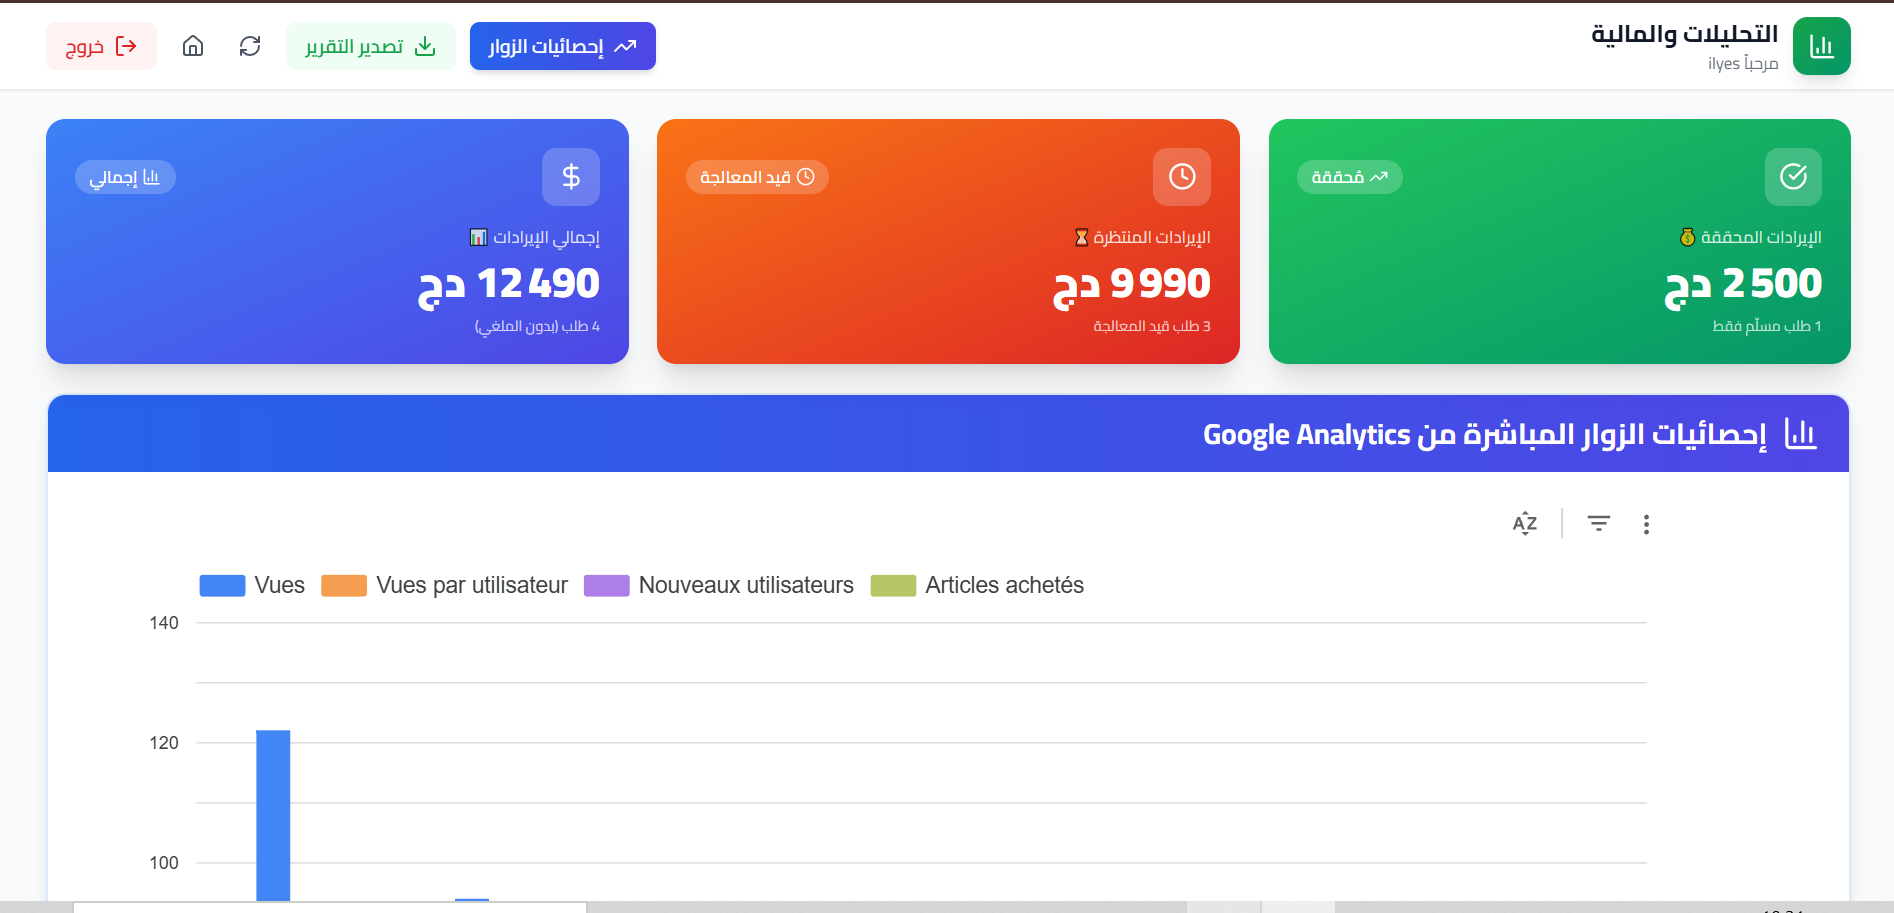 التحليلات والمالية
مرحباً ilyes
إحصائيات الزوار
تصدير التقرير
خروج
مُحققة
الإيرادات المحققة 💰
2 500 دج
1 طلب مسلّم فقط
قيد المعالجة
الإيرادات المنتظرة ⏳
9 990 دج
3 طلب قيد المعالجة
إجمالي
إجمالي الإيرادات 📊
12 490 دج
4 طلب (بدون الملغي)
إحصائيات الزوار المباشرة من Google Analytics
AZ
Vues Vues par utilisateur Nouveaux utilisateurs Articles achetés
140
120
100